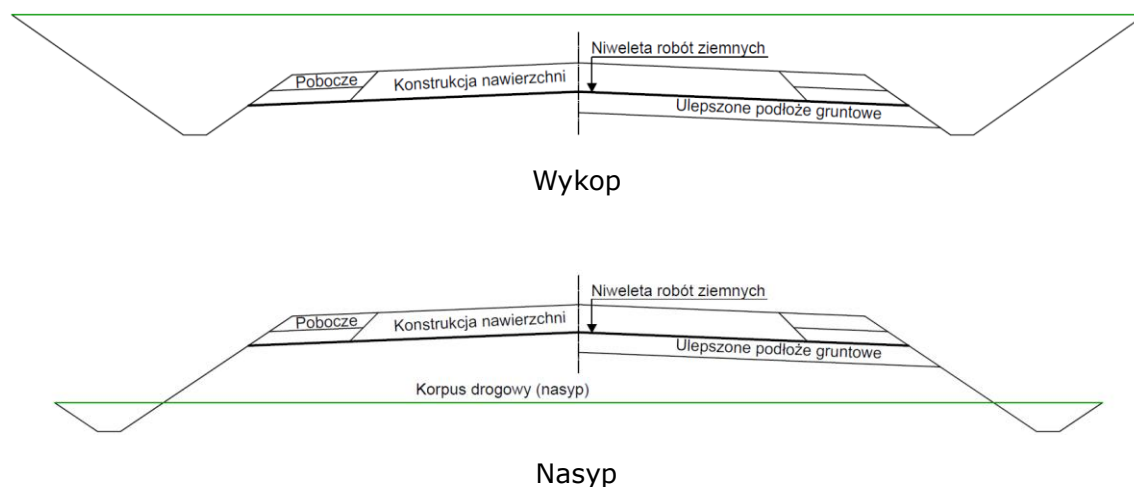 Niweleta robót ziemnych
Pobocze
Konstrukcja nawierzchni
Ulepszone podłoże gruntowe
Wykop
Niweleta robót ziemnych
Pobocze
Konstrukcja nawierzchni
Ulepszone podłoże gruntowe
Korpus drogowy (nasyp)
Nasyp